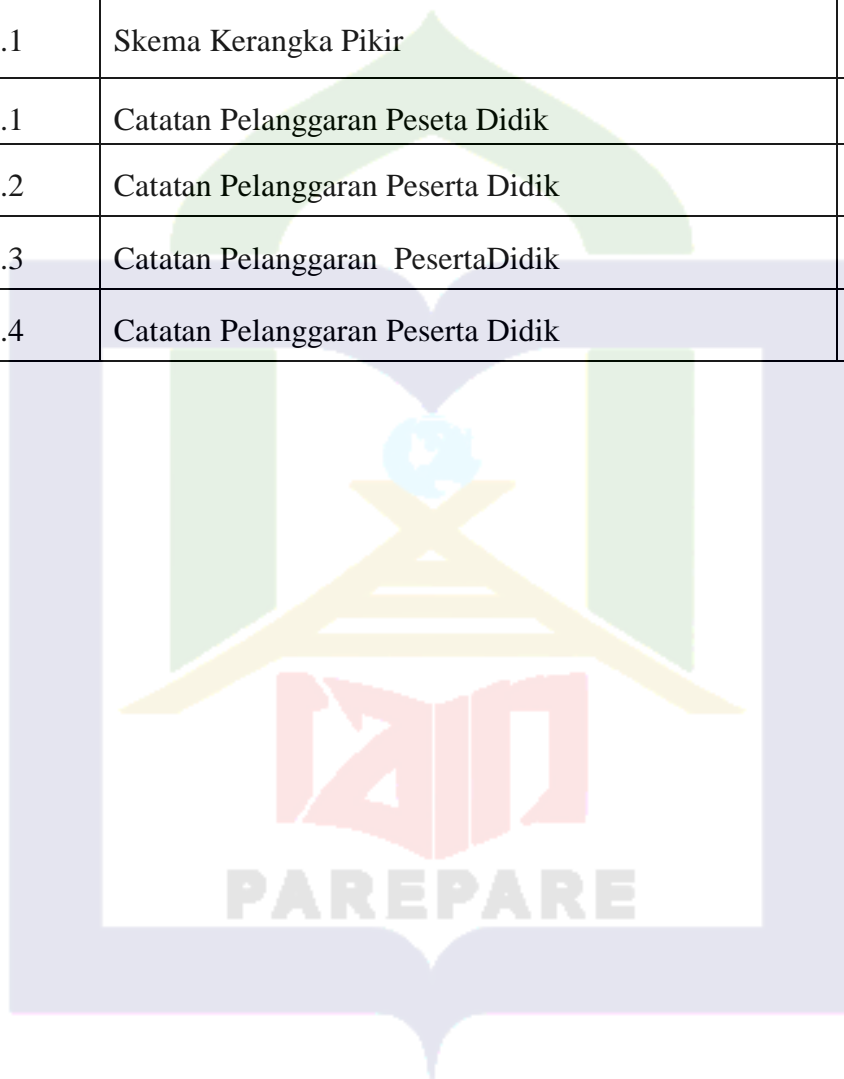 .1 Skema Kerangka Pikir
.1 Catatan Pelanggaran Peseta Didik
.2 Catatan Pelanggaran Peserta Didik
.3 Catatan Pelanggaran PesertaDidik
.4 Catatan Pelanggaran Peserta Didik
iain
PAREPARE